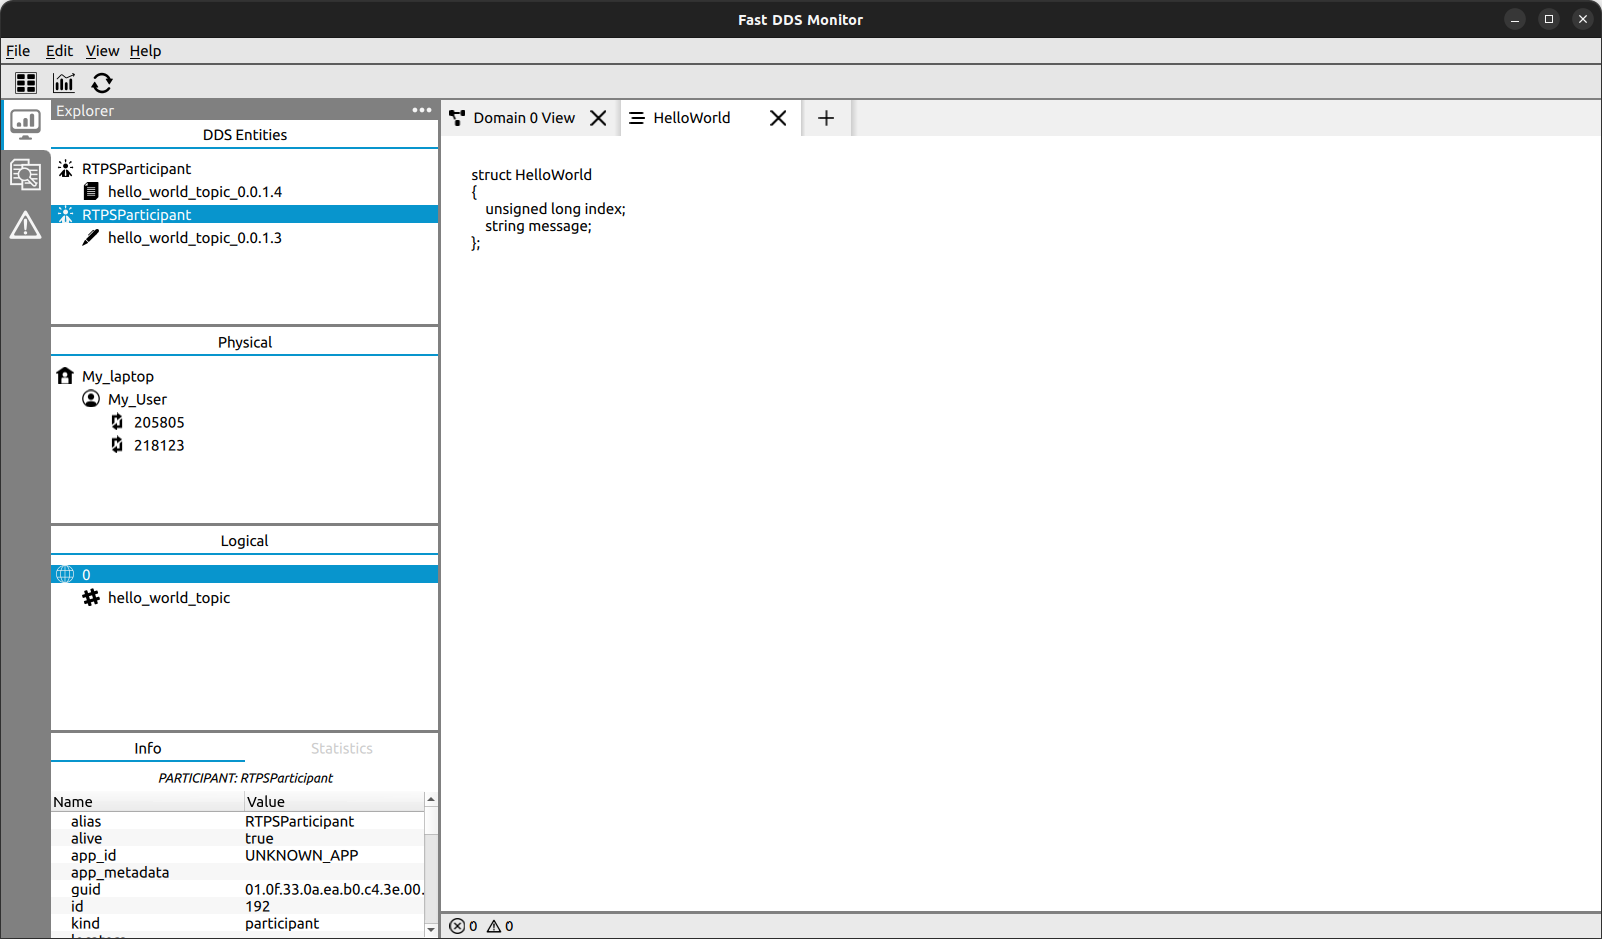 Fast DDS Monitor
File Edit View Help
Explorer
DDS Entities
RTPSParticipant
hello_world_topic_0.0.1.4
RTPSParticipant
hello_world_topic_0.0.1.3
Physical
My_laptop
My_User
205805
218123
Logical
0
hello_world_topic
Info Statistics
PARTICIPANT: RTPSParticipant
Name Value
alias RTPSParticipant
alive true
app_id UNKNOWN_APP
app_metadata
guid 01.0f.33.0a.ea.b0.c4.3e.00.
id 192
kind participant
Domain 0 View HelloWorld
struct HelloWorld
{
unsigned long index;
string message;
};
0 0